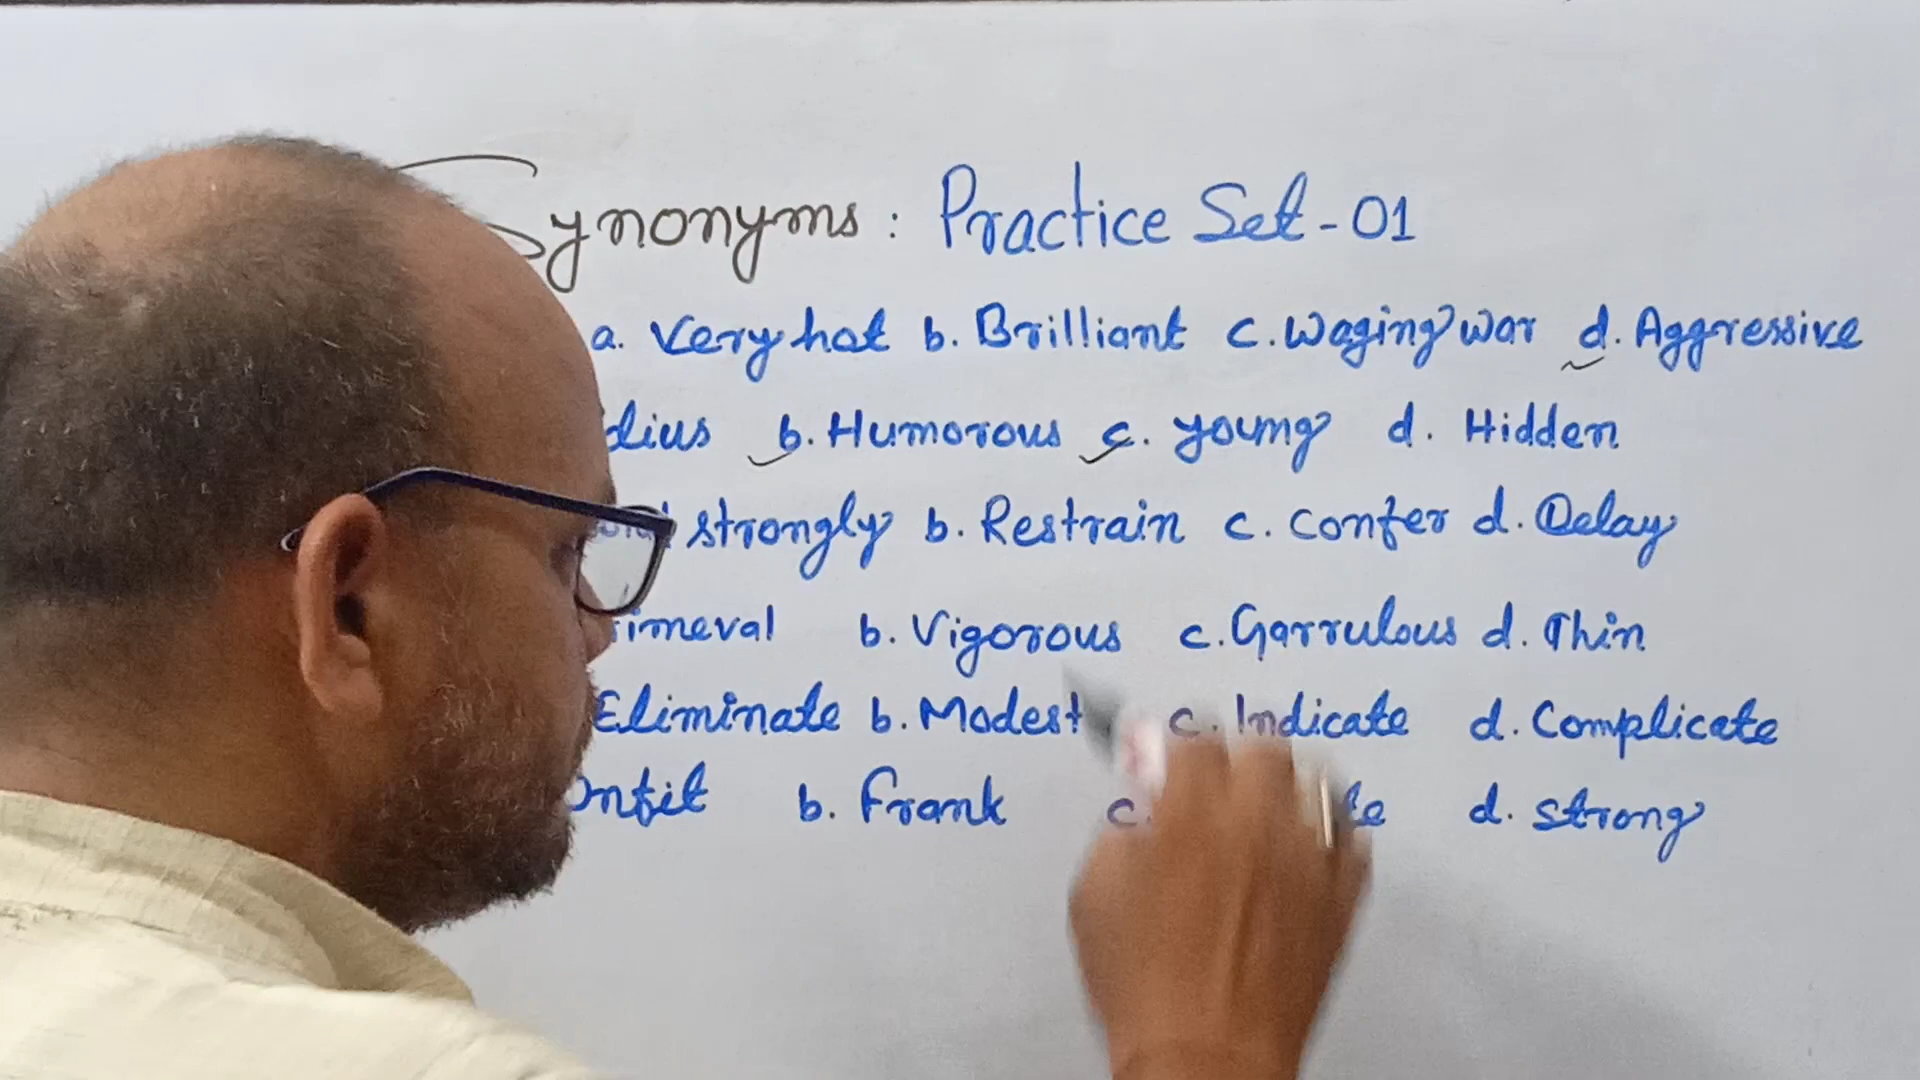 Synonyms: Practice Set-01
a. Very hot b. Brilliant c. Waging war d. Aggressive
b. Humorous c. young d. Hidden
strongly b. Restrain c. Confer d. Delay
b. Vigorous c. Garrulous d. Thin
Eliminate b. Modest c. Indicate d. Complicate
b. Frank c. d. strong